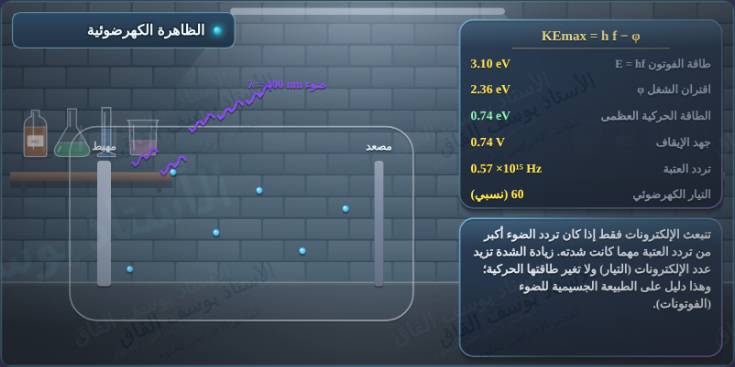 الظاهرة الكهرضوئية
KEmax = h f − φ
طاقة الفوتون E = hf 3.10 eV
اقتران الشغل φ 2.36 eV
الطاقة الحركية العظمى 0.74 eV
جهد الإيقاف 0.74 V
تردد العتبة 0.57 ×10¹⁵ Hz
التيار الكهرضوئي 60 (نسبي)
ضوء λ = 400 nm
مصعد
مهبط
تنبعث الإلكترونات فقط إذا كان تردد الضوء أكبر
من تردد العتبة مهما كانت شدته. زيادة الشدة تزيد
عدد الإلكترونات (التيار) ولا تغير طاقتها الحركية؛
وهذا دليل على الطبيعة الجسيمية للضوء
(الفوتونات).
الأستاذ يوسف